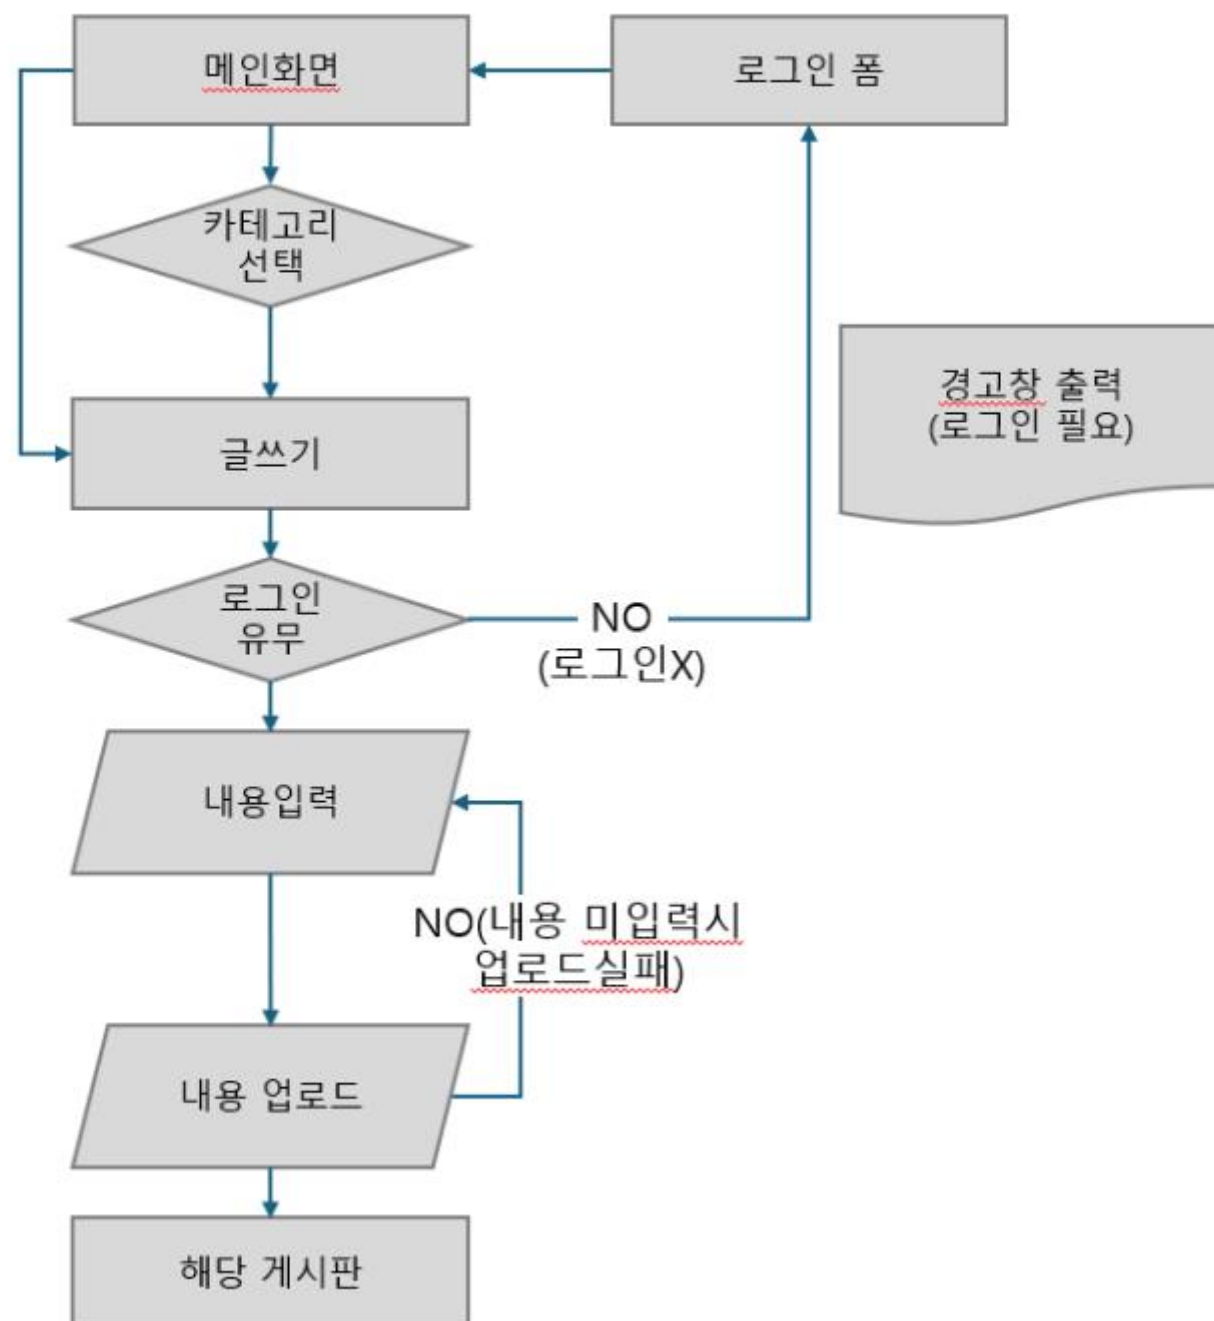 메인화면
로그인 폼
카테고리
선택
경고창 출력
(로그인 필요)
글쓰기
로그인
유무
NO
(로그인X)
내용입력
NO(내용 미입력시
업로드실패)
내용 업로드
해당 게시판